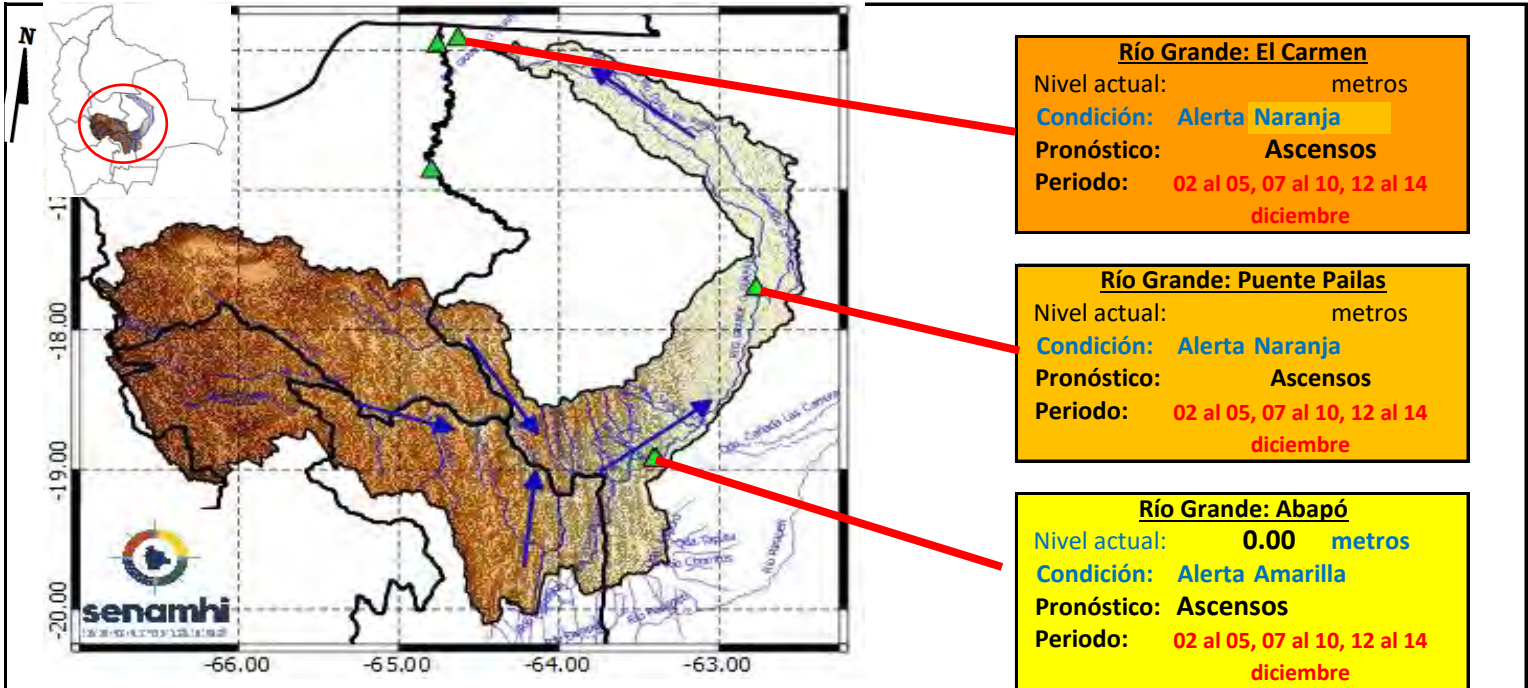 N
Río Grande: El Carmen
Nivel actual: metros
Condición: Alerta Naranja
Pronóstico: Ascensos
Periodo: 02 al 05, 07 al 10, 12 al 14
diciembre
Río Grande: Puente Pailas
Nivel actual: metros
Condición: Alerta Naranja
Pronóstico: Ascensos
Periodo: 02 al 05, 07 al 10, 12 al 14
diciembre
Río Grande: Abapó
Nivel actual: 0.00 metros
Condición: Alerta Amarilla
Pronóstico: Ascensos
Periodo: 02 al 05, 07 al 10, 12 al 14
diciembre
-18.00
-19.00
-20.00
-66.00
-65.00
-64.00
-63.00
Qda. Cañada Las
senamhi